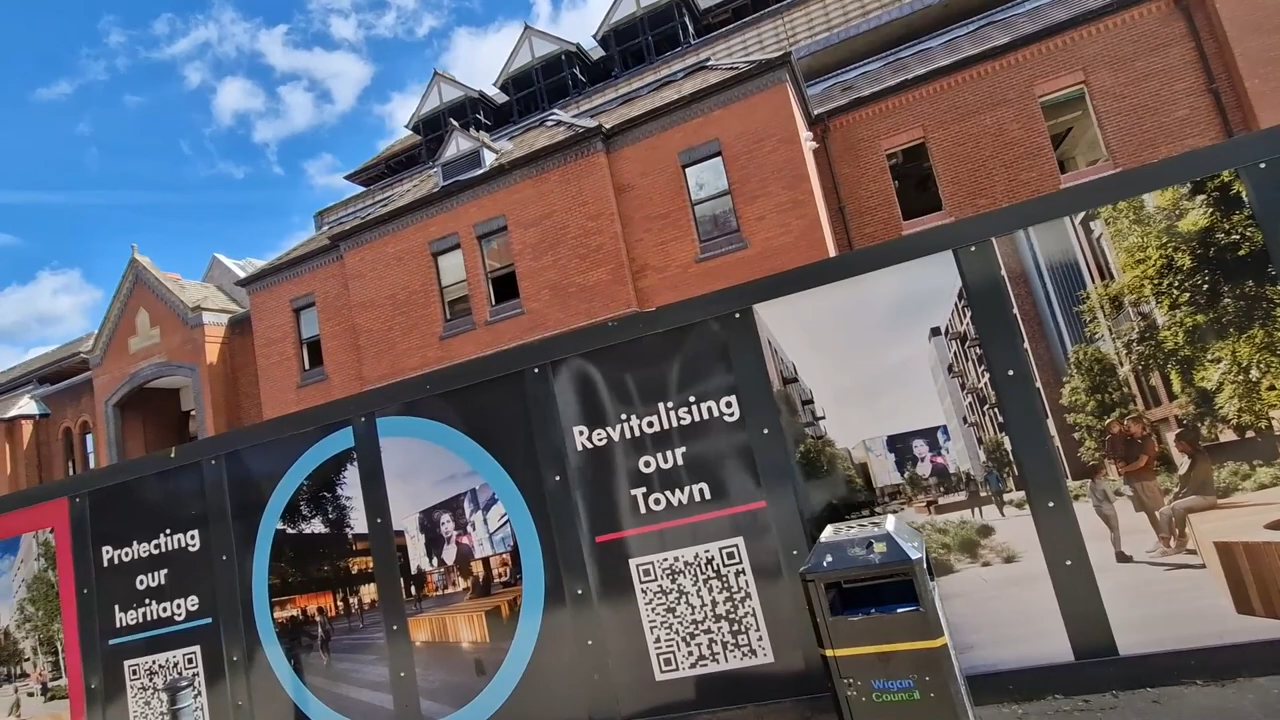 Protecting
our
heritage
Revitalising
our
Town
Wigan
Council